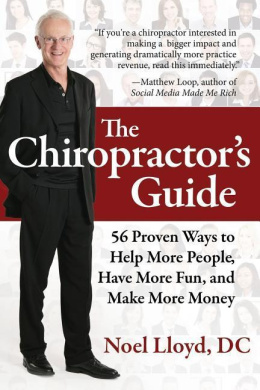 "If you're a chiropractor interested in
making a bigger impact and
generating dramatically more practice
revenue, read this immediately."
—Matthew Loop, author of
Social Media Made Me Rich
The
Chiropractor's
Guide
56 Proven Ways to
Help More People,
Have More Fun, and
Make More Money
Noel Lloyd, DC